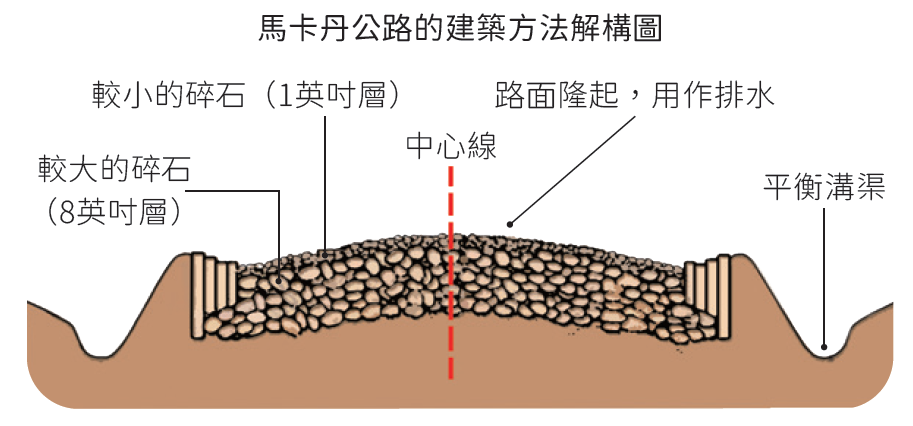 馬卡丹公路的建築方法解構圖
較小的碎石（1英吋層）
路面隆起，用作排水
中心線
較大的碎石
（8英吋層）
平衡溝渠